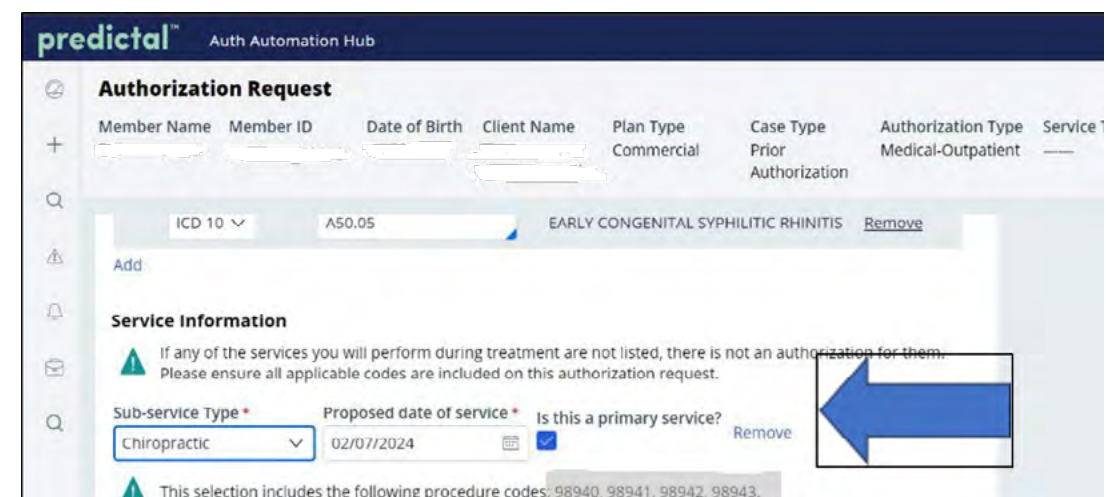 predictal™ Auth Automation Hub
Authorization Request
Member Name Member ID Date of Birth Client Name Plan Type Case Type Authorization Type Service
Commercial Prior Medical-Outpatient
Authorization
ICD 10 A50.05 EARLY CONGENITAL SYPHILITIC RHINITIS Remove
Add
Service Information
If any of the services you will perform during treatment are not listed, there is not an authorization for them.
Please ensure all applicable codes are included on this authorization request.
Sub-service Type * Proposed date of service * Is this a primary service?
Chiropractic 02/07/2024 Remove
This selection includes the following procedure codes: 98940, 98941, 98942, 98943,